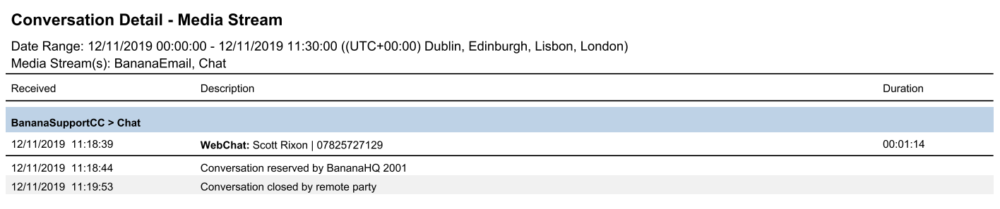 Conversation Detail - Media Stream
Date Range: 12/11/2019 00:00:00 - 12/11/2019 11:30:00 ((UTC+00:00) Dublin, Edinburgh, Lisbon, London)
Media Stream(s): BananaEmail, Chat
Received Description Duration
BananaSupportCC > Chat
12/11/2019 11:18:39 WebChat: Scott Rixon | 07825727129 00:01:14
12/11/2019 11:18:44 Conversation reserved by BananaHQ 2001
12/11/2019 11:19:53 Conversation closed by remote party